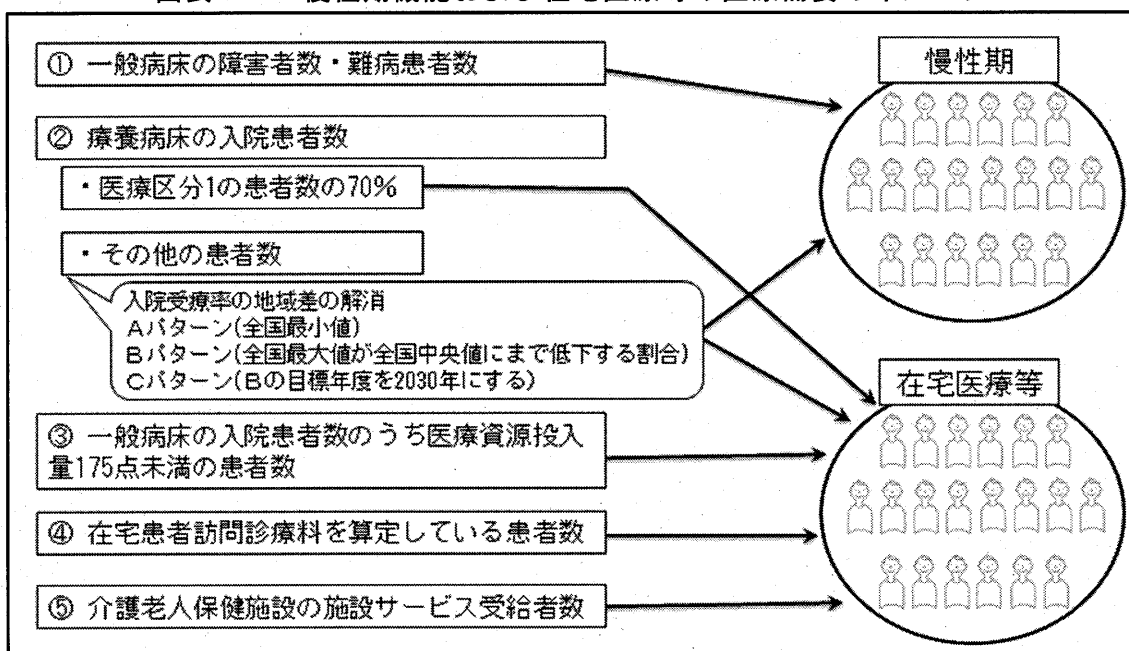 ① 一般病床の障害者数・難病患者数
② 療養病床の入院患者数
・医療区分1の患者数の70%
・その他の患者数
入院受療率の地域差の解消
Aパターン(全国最小値)
Bパターン(全国最大値が全国中央値にまで低下する割合)
Cパターン(Bの目標年度を2030年にする)
③ 一般病床の入院患者数のうち医療資源投入
量175点未満の患者数
④ 在宅患者訪問診療料を算定している患者数
⑤ 介護老人保健施設の施設サービス受給者数
慢性期
在宅医療等